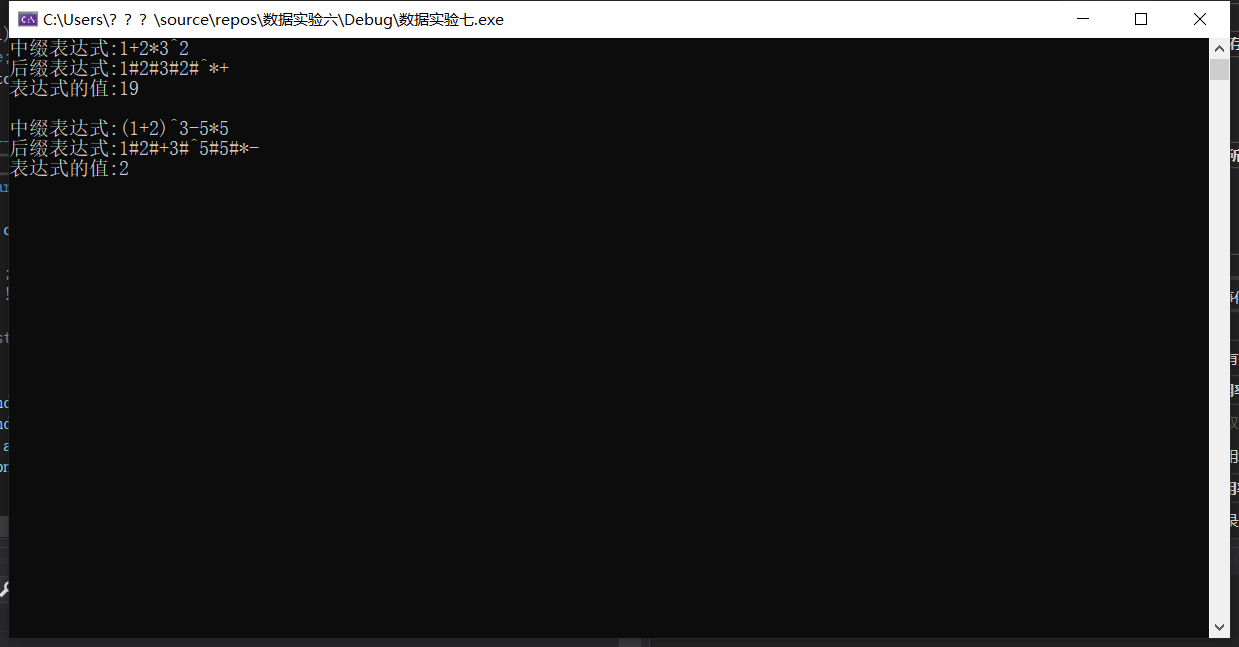 C:\Users\? ? ? \source\repos\数据实验六\Debug\数据实验七.exe
中缀表达式:1+2*3^2
后缀表达式:1#2#3#2#^*+
表达式的值:19
中缀表达式:(1+2)^3-5*5
后缀表达式:1#2#+3#^5#5#*-
表达式的值:2